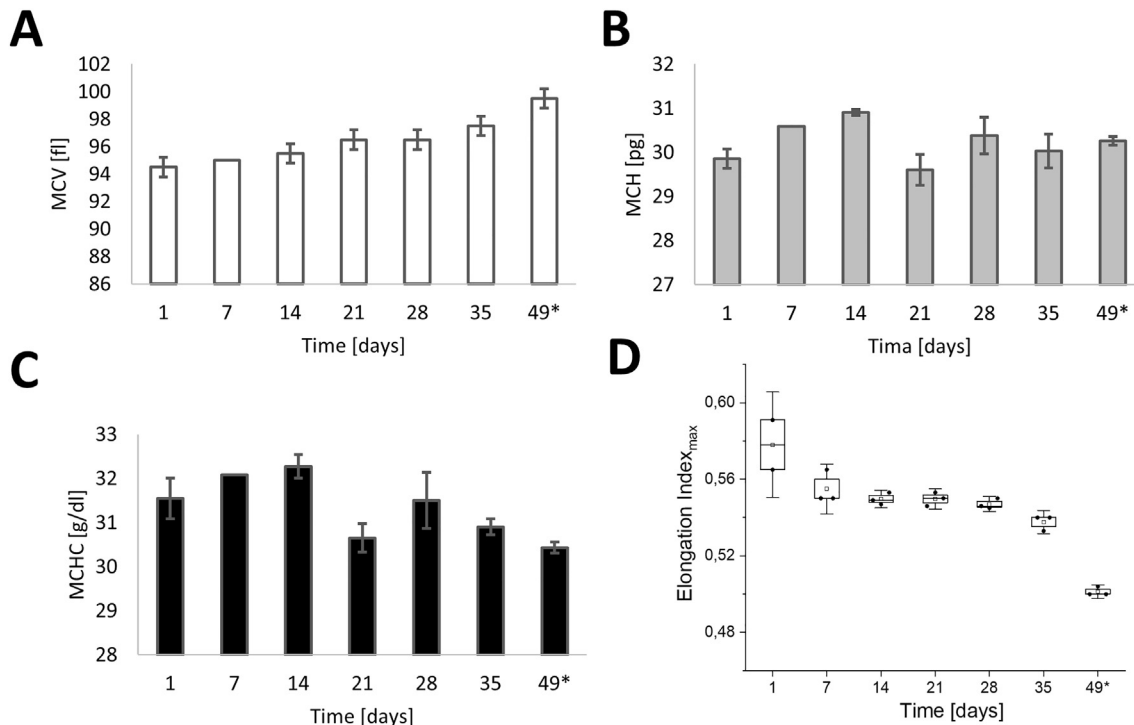 A
MCV [fl]
102
100
98
96
94
92
90
88
86
1 7 14 21 28 35 49*
Time [days]
B
MCH [pg]
32
31
30
29
28
27
1 7 14 21 28 35 49*
Tima [days]
C
MCHC [g/dl]
33
32
31
30
29
28
1 7 14 21 28 35 49*
Time [days]
D
Elongation Index max
0,60
0,56
0,52
0,48
1 7 14 21 28 35 49*
Time [days]